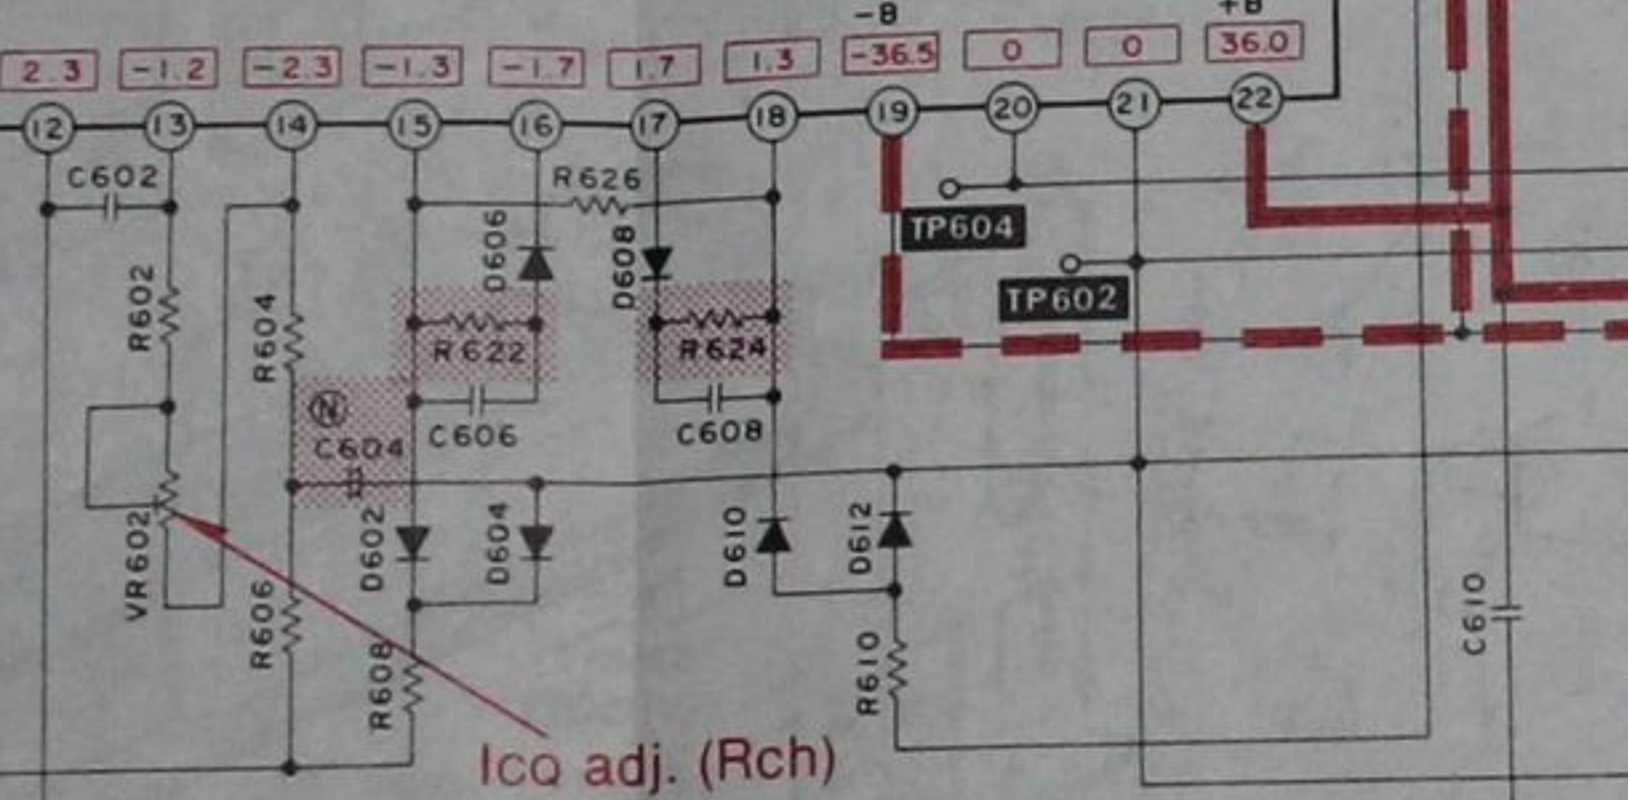 -B +B
2.3 -1.2 -2.3 -1.3 -1.7 1.7 1.3 -36.5 0 0 36.0
12 13 14 15 16 17 18 19 20 21 22
C602 R626
TP604
D606 D608
R602 R604
TP602
R622 R624
N
C604 C606 C608
VR602 D602 D604 D610 D612
R606 R608 R610 C610
Icq adj. (Rch)